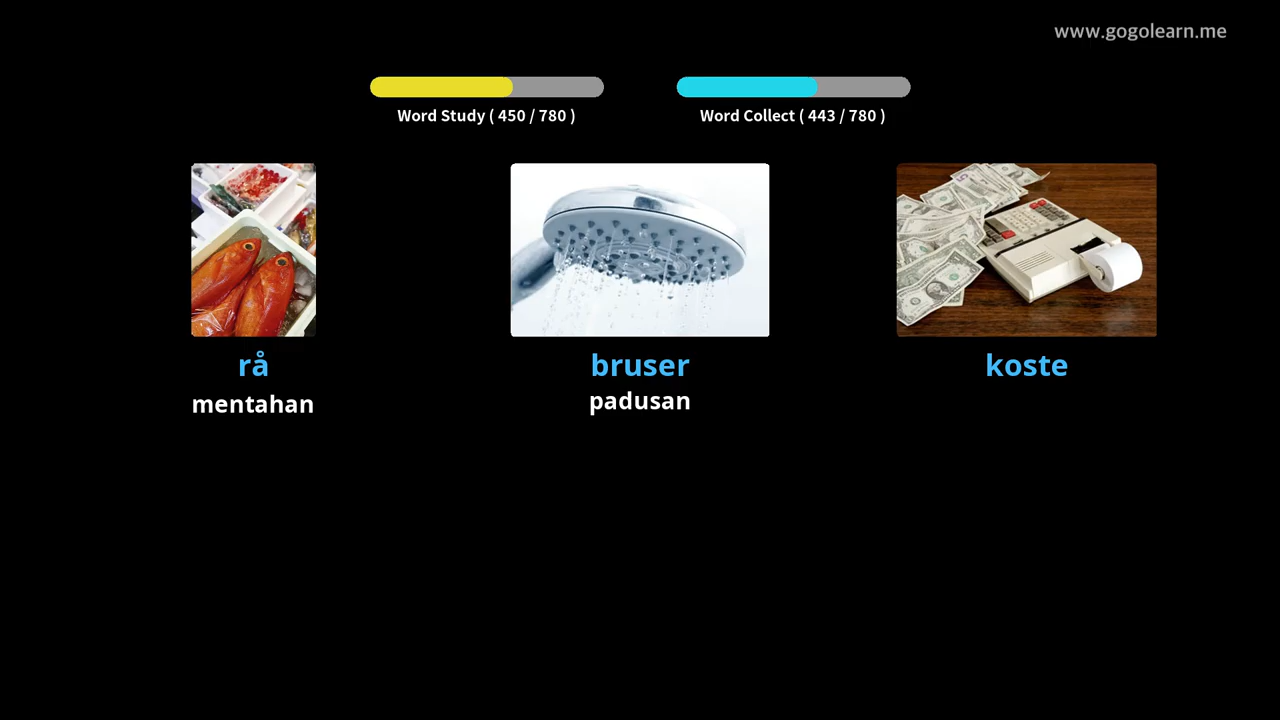 www.gogolearn.me
Word Study ( 450 / 780 )
Word Collect ( 443 / 780 )
rå
bruser
koste
mentahan
padusan